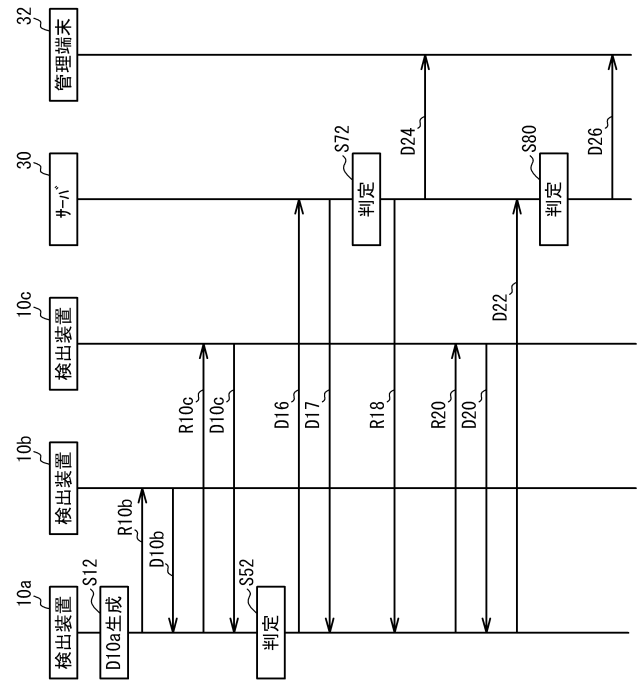 10a
検出装置
10b
検出装置
10c
検出装置
30
サーバ
32
管理端末
S12
D10a生成
R10b
D10b
R10c
D10c
S52
判定
D16
D17
S72
判定
R18
D24
R20
D20
D22
S80
判定
D26